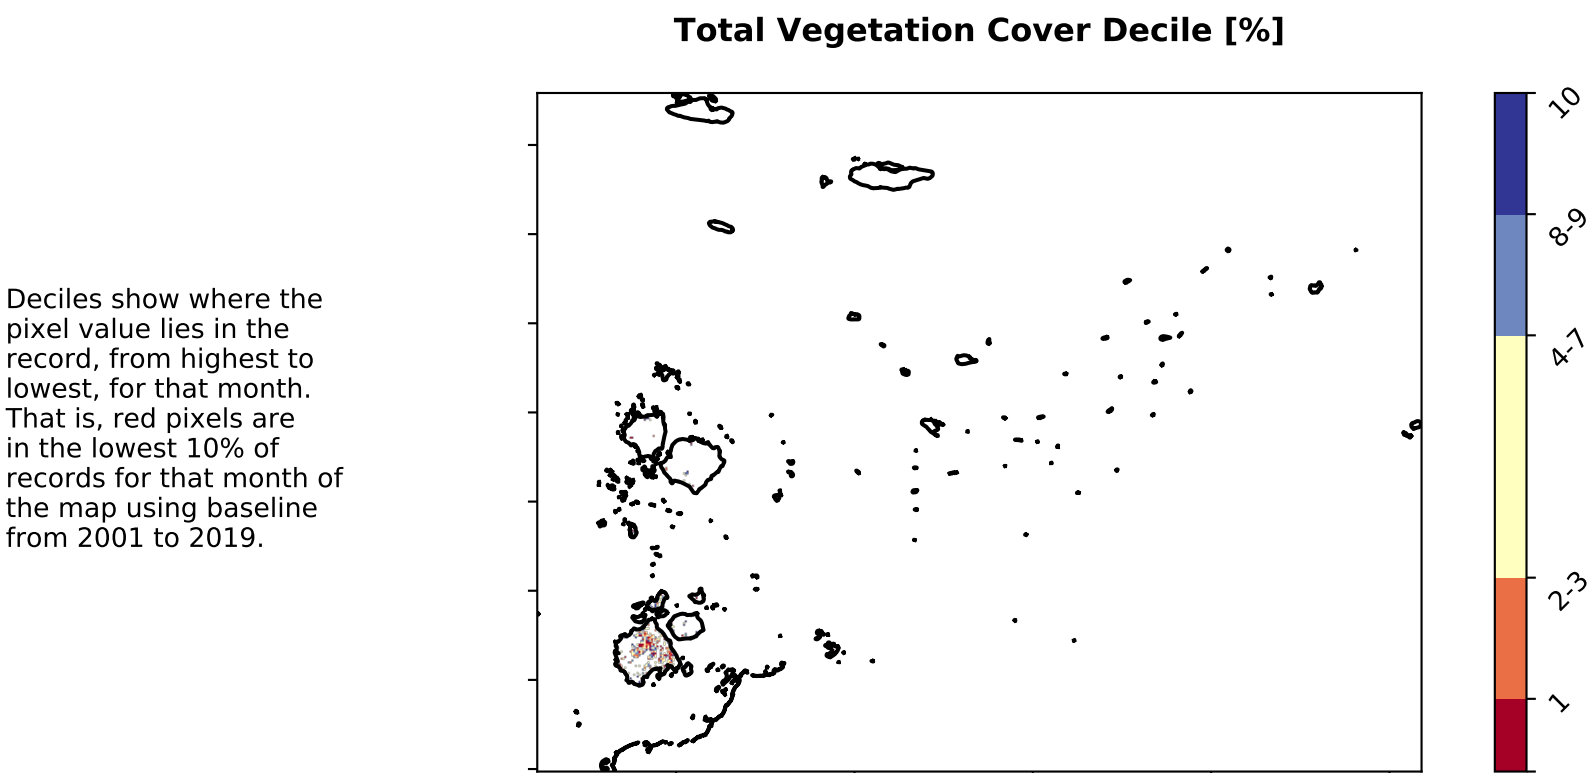 Total Vegetation Cover Decile [%]
Deciles show where the
pixel value lies in the
record, from highest to
lowest, for that month.
That is, red pixels are
in the lowest 10% of
records for that month of
the map using baseline
from 2001 to 2019.
10
8-9
4-7
2-3
1